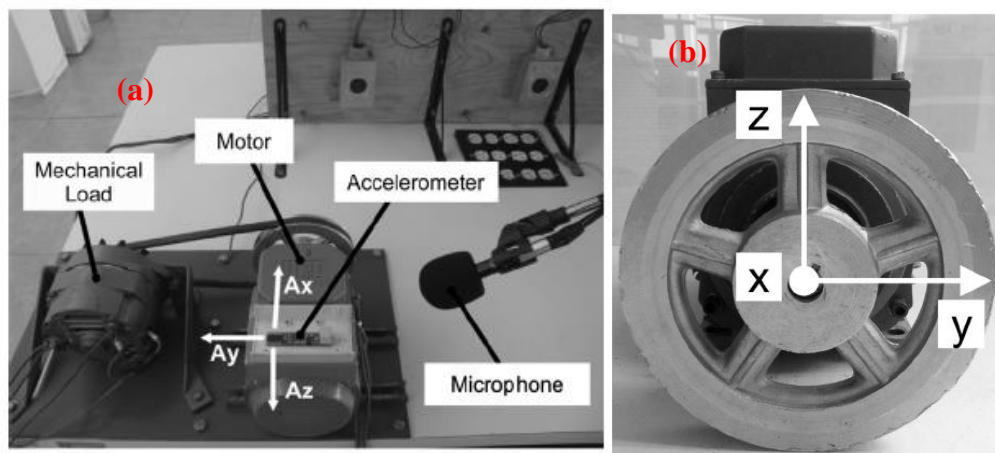 (a)
Motor
Mechanical
Load
Accelerometer
Ax
Ay
Az
Microphone
(b)
z
x
y